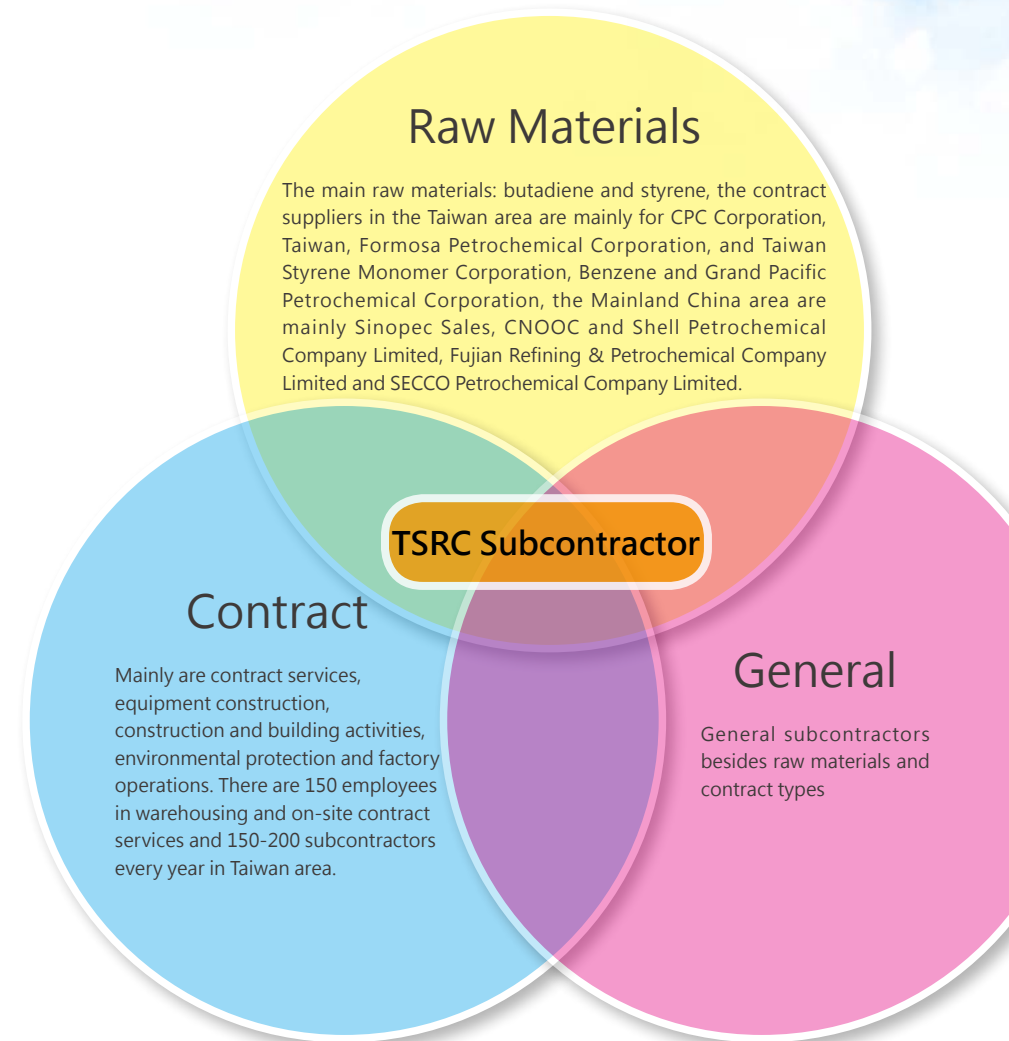 Raw Materials
The main raw materials: butadiene and styrene, the contract
suppliers in the Taiwan area are mainly for CPC Corporation,
Taiwan, Formosa Petrochemical Corporation, and Taiwan
Styrene Monomer Corporation, Benzene and Grand Pacific
Petrochemical Corporation, the Mainland China area are
mainly Sinopec Sales, CNOOC and Shell Petrochemical
Company Limited, Fujian Refining & Petrochemical Company
Limited and SECCO Petrochemical Company Limited.
TSRC Subcontractor
Contract
Mainly are contract services,
equipment construction,
construction and building activities,
environmental protection and factory
operations. There are 150 employees
in warehousing and on-site contract
services and 150-200 subcontractors
every year in Taiwan area.
General
General subcontractors
besides raw materials and
contract types